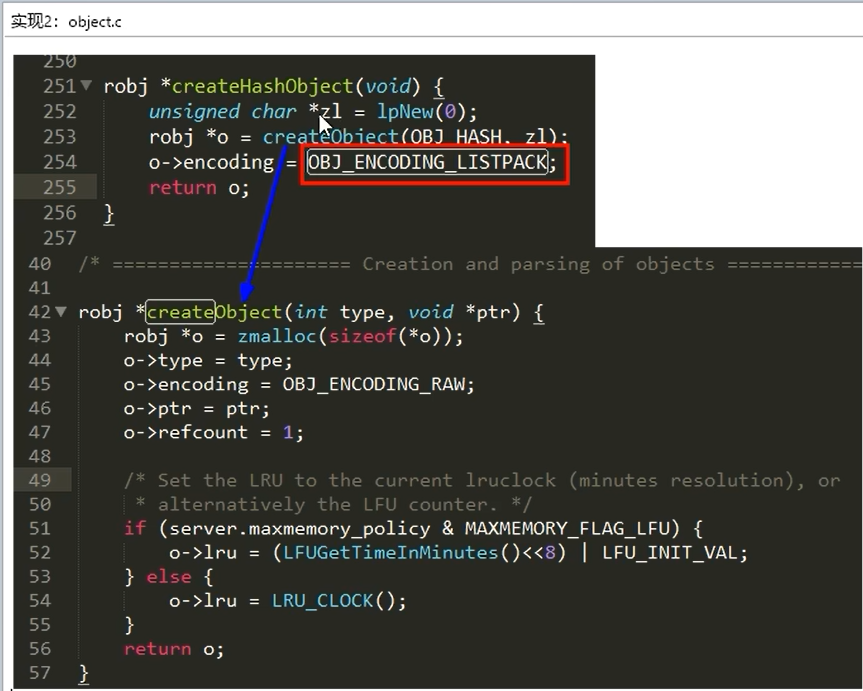 实现2：object.c
250
251 robj *createHashObject(void) {
252 unsigned char *zl = lpNew(0);
253 robj *o = createObject(OBJ_HASH, zl);
254 o->encoding = OBJ_ENCODING_LISTPACK;
255 return o;
256 }
257
40 /* ===================== Creation and parsing of objects ============
41
42 robj *createObject(int type, void *ptr) {
43 robj *o = zmalloc(sizeof(*o));
44 o->type = type;
45 o->encoding = OBJ_ENCODING_RAW;
46 o->ptr = ptr;
47 o->refcount = 1;
48
49 /* Set the LRU to the current lruclock (minutes resolution), or
50 * alternatively the LFU counter. */
51 if (server.maxmemory_policy & MAXMEMORY_FLAG_LFU) {
52 o->lru = (LFUGetTimeInMinutes()<<8) | LFU_INIT_VAL;
53 } else {
54 o->lru = LRU_CLOCK();
55 }
56 return o;
57 }